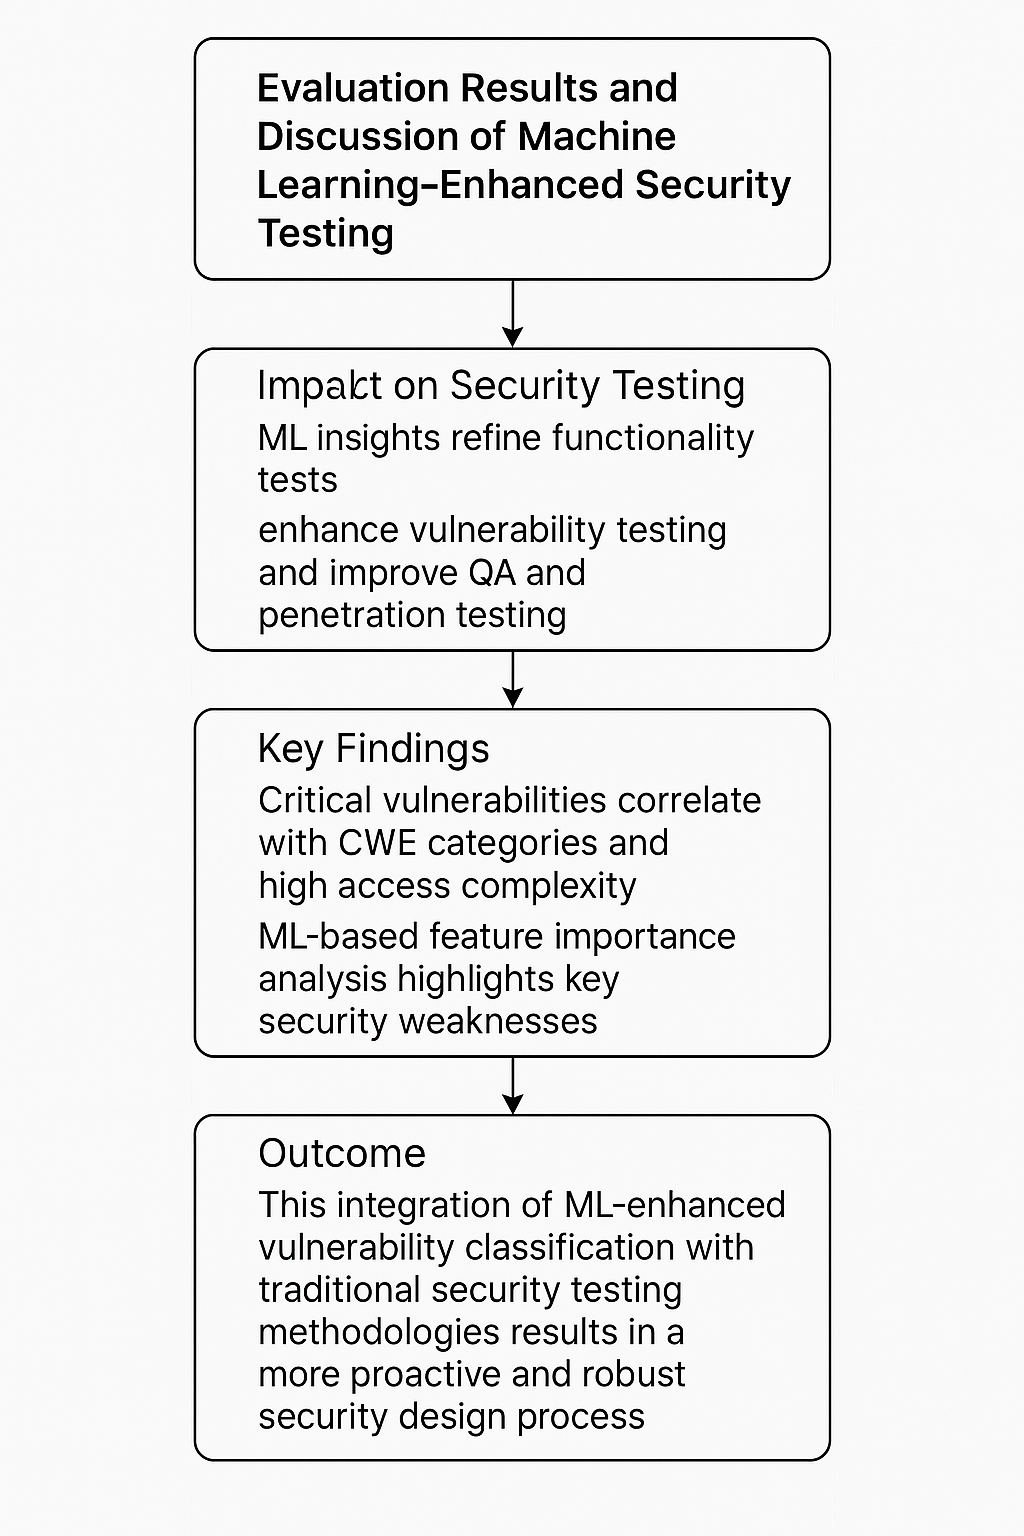 Evaluation Results and
Discussion of Machine
Learning-Enhanced Security
Testing
Impakt on Security Testing
ML insights refine functionality
tests
enhance vulnerability testing
and improve QA and
penetration testing
Key Findings
Critical vulnerabilities correlate
with CWE categories and
high access complexity
ML-based feature importance
analysis highlights key
security weaknesses
Outcome
This integration of ML-enhanced
vulnerability classification with
traditional security testing
methodologies results in a
more proactive and robust
security design process